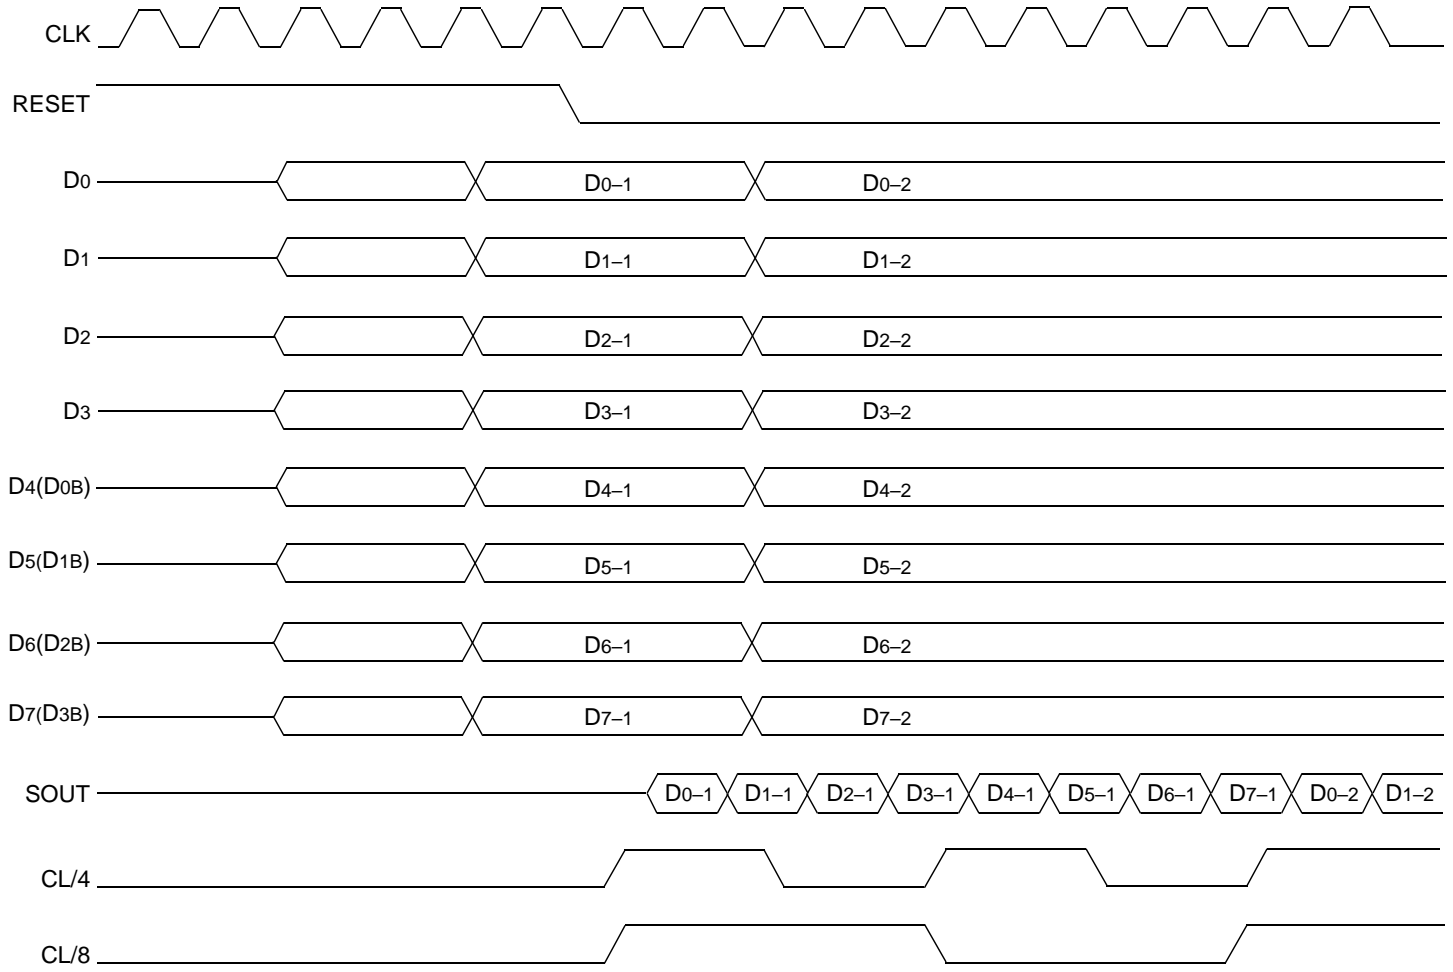 CLK
RESET
D0 D0–1 D0–2
D1 D1–1 D1–2
D2 D2–1 D2–2
D3 D3–1 D3–2
D4(D0B) D4–1 D4–2
D5(D1B) D5–1 D5–2
D6(D2B) D6–1 D6–2
D7(D3B) D7–1 D7–2
SOUT D0–1 D1–1 D2–1 D3–1 D4–1 D5–1 D6–1 D7–1 D0–2 D1–2
CL/4
CL/8